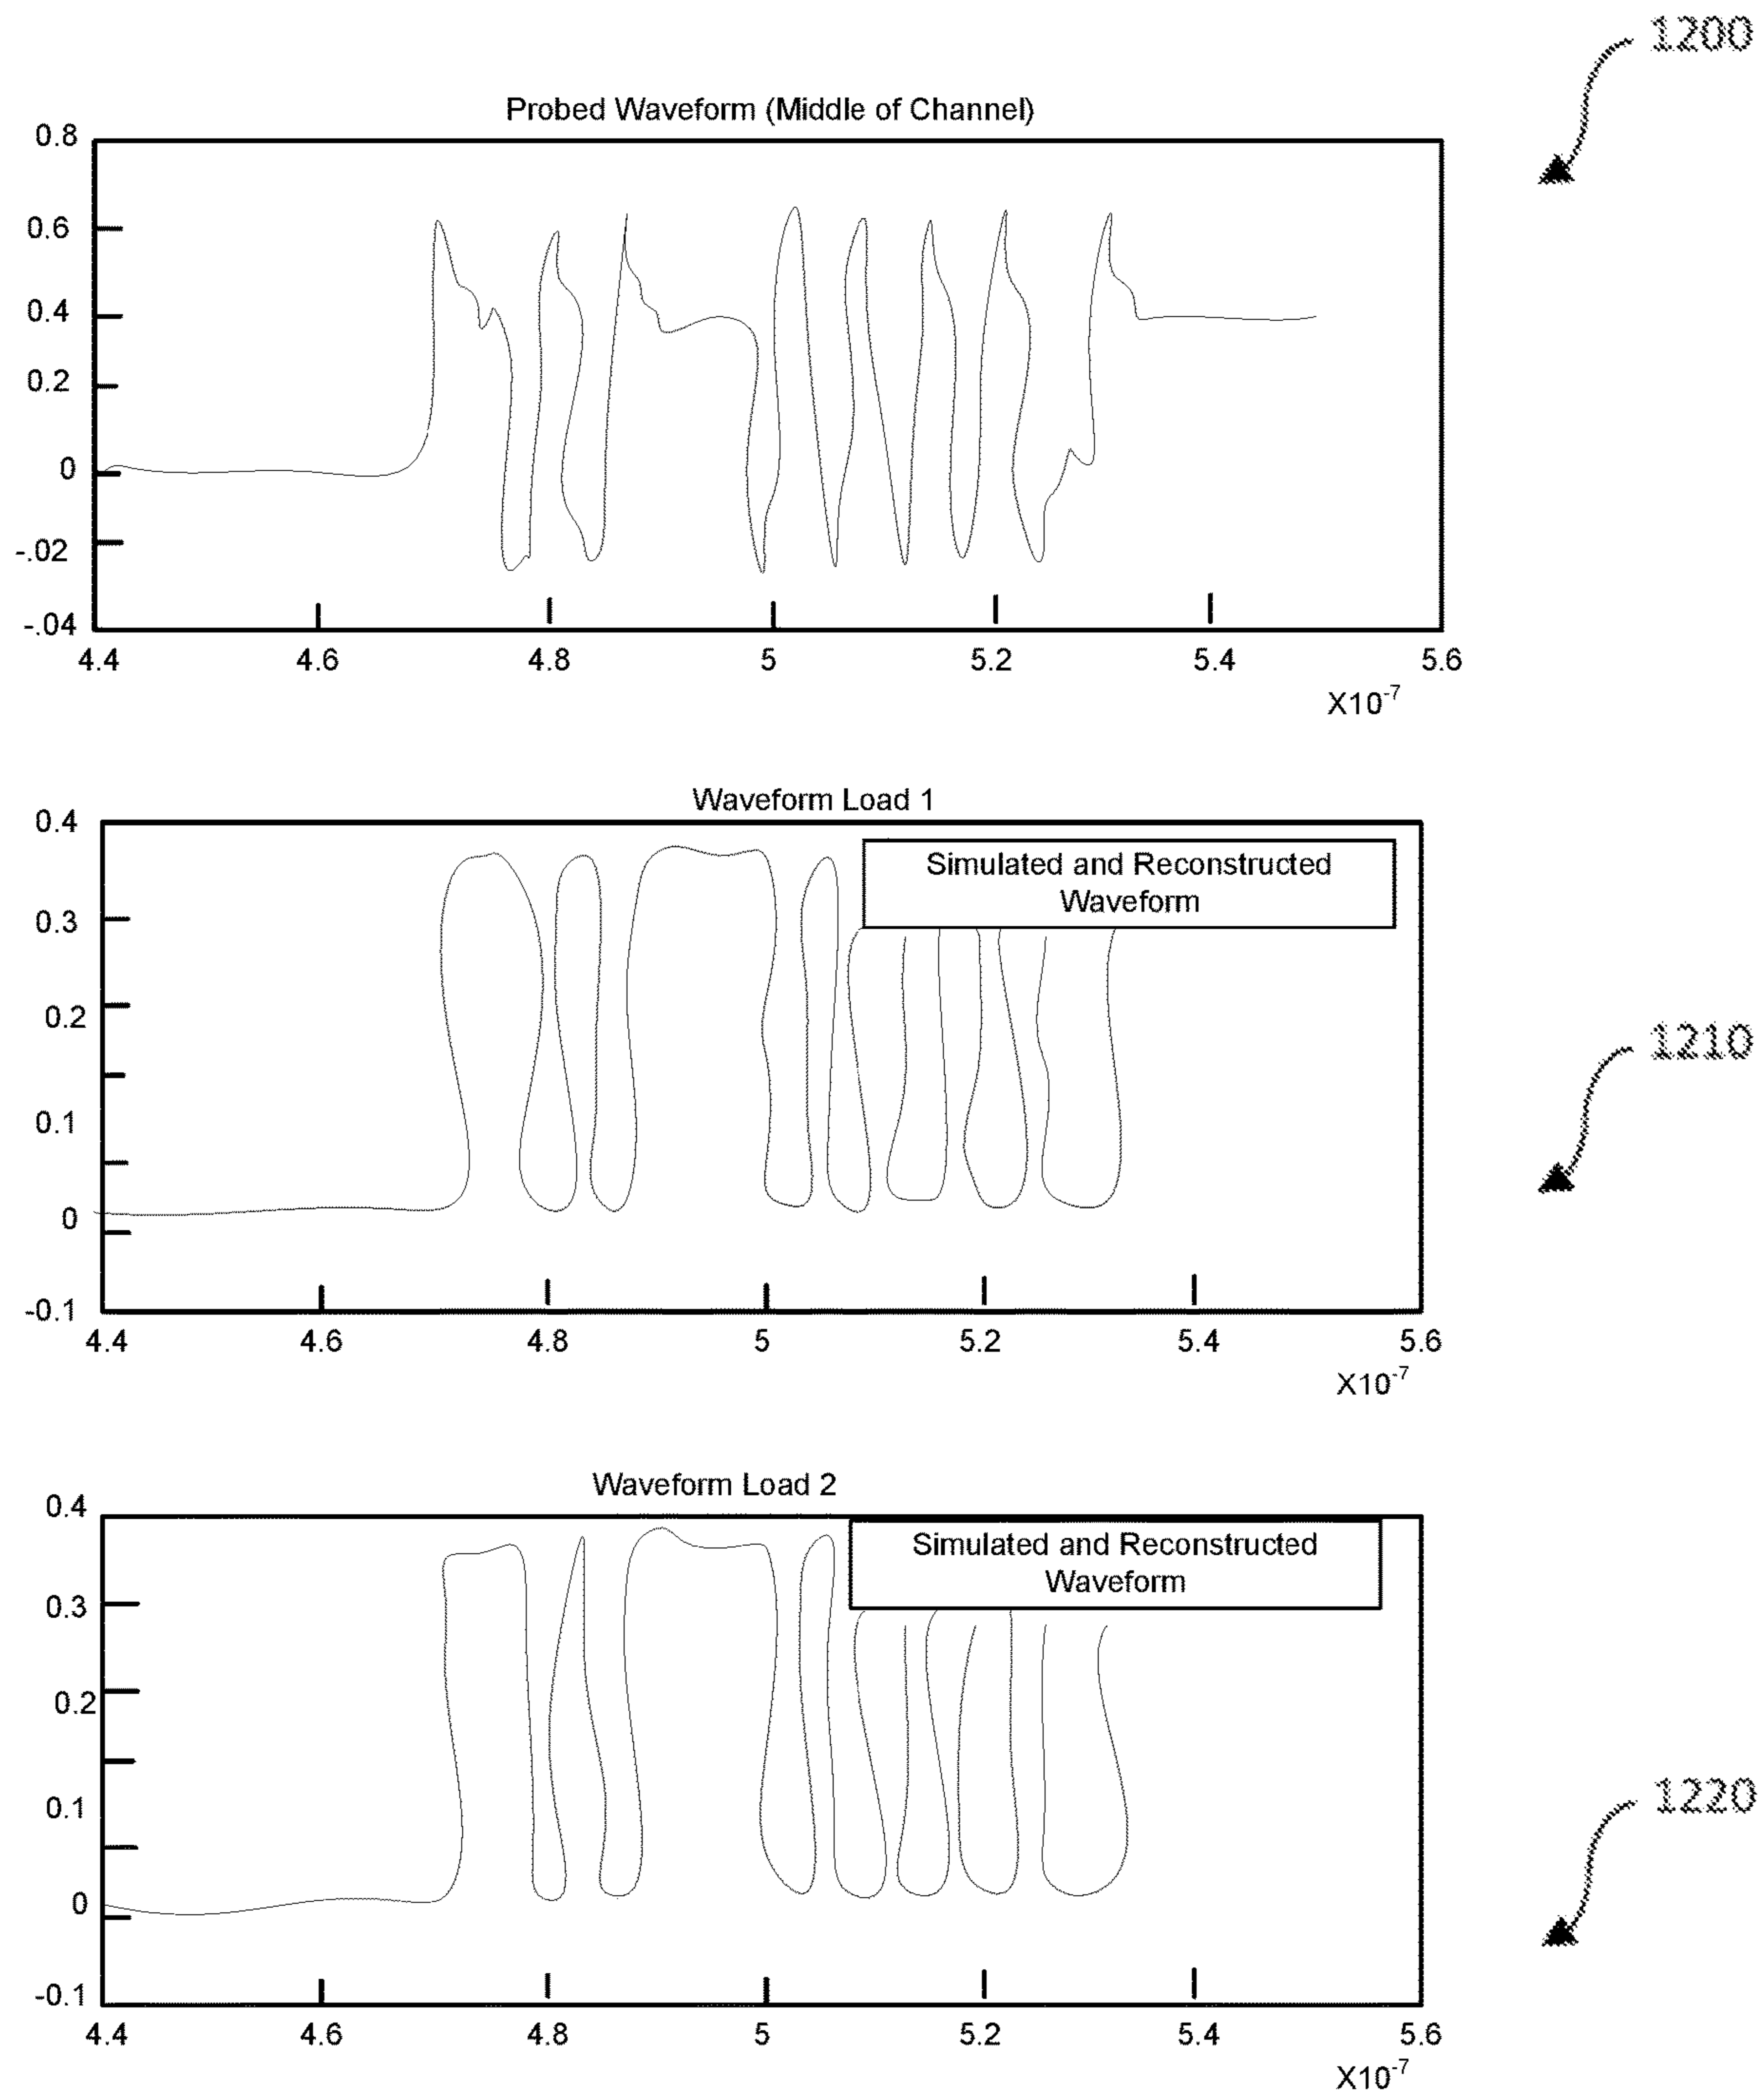 1200
Probed Waveform (Middle of Channel)
0.8
0.6
0.4
0.2
0
-.02
-.04
4.4 4.6 4.8 5 5.2 5.4 5.6
X10-7
Waveform Load 1
0.4
Simulated and Reconstructed
Waveform
0.3
0.2
1210
0.1
0
-0.1
4.4 4.6 4.8 5 5.2 5.4 5.6
X10-7
Waveform Load 2
0.4
Simulated and Reconstructed
Waveform
0.3
0.2
1220
0.1
0
-0.1
4.4 4.6 4.8 5 5.2 5.4 5.6
X10-7